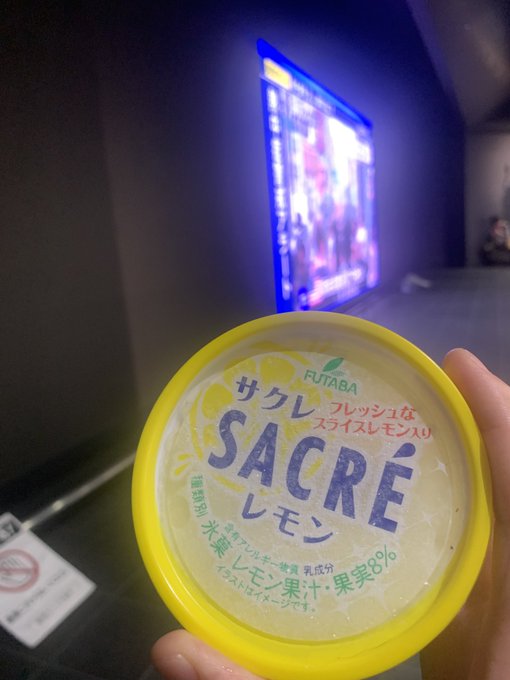 FUTABA
サクレ
フレッシュな
スライスレモン入り
SACRÉ
レモン
種類別 氷菓 レモン果汁・果実8%
含有アレルギー物質 乳成分
イラストはイメージです。